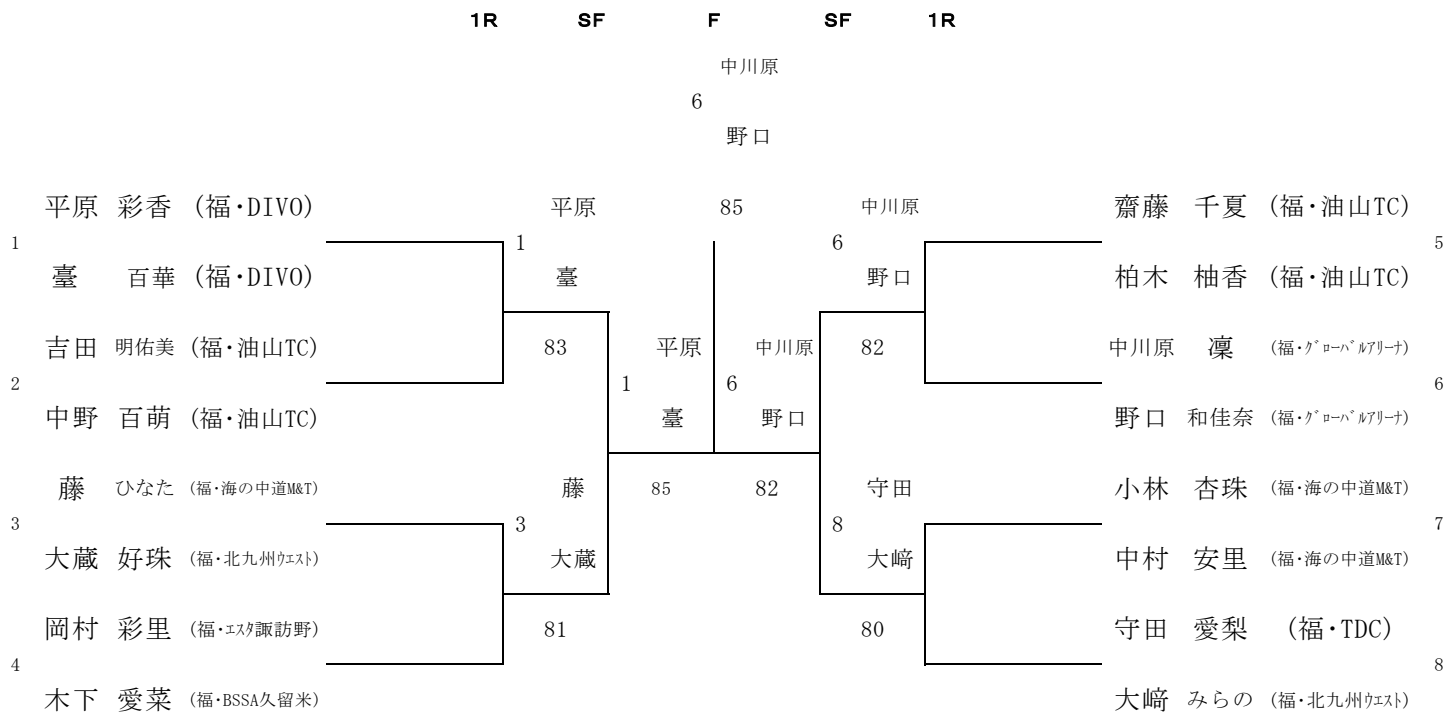 1R SF F SF 1R
中川原
6
野口
平原 彩香 (福・DIVO) 平原 85 中川原 齋藤 千夏 (福・油山TC)
1 1 6 5
臺 百華 (福・DIVO) 臺 野口 柏木 柚香 (福・油山TC)
吉田 明佑美 (福・油山TC) 83 平原 中川原 82 中川原 凜 (福・グローバルアリーナ)
2 1 6 6
中野 百萌 (福・油山TC) 臺 野口 野口 和佳奈 (福・グローバルアリーナ)
藤 ひなた (福・海の中道M&T) 藤 85 82 守田 小林 杏珠 (福・海の中道M&T)
3 3 8 7
大蔵 好珠 (福・北九州ウエスト) 大蔵 大﨑 中村 安里 (福・海の中道M&T)
岡村 彩里 (福・エスタ諏訪野) 81 80 守田 愛梨 (福・TDC)
4 8
木下 愛菜 (福・BSSA久留米) 大﨑 みらの (福・北九州ウエスト)